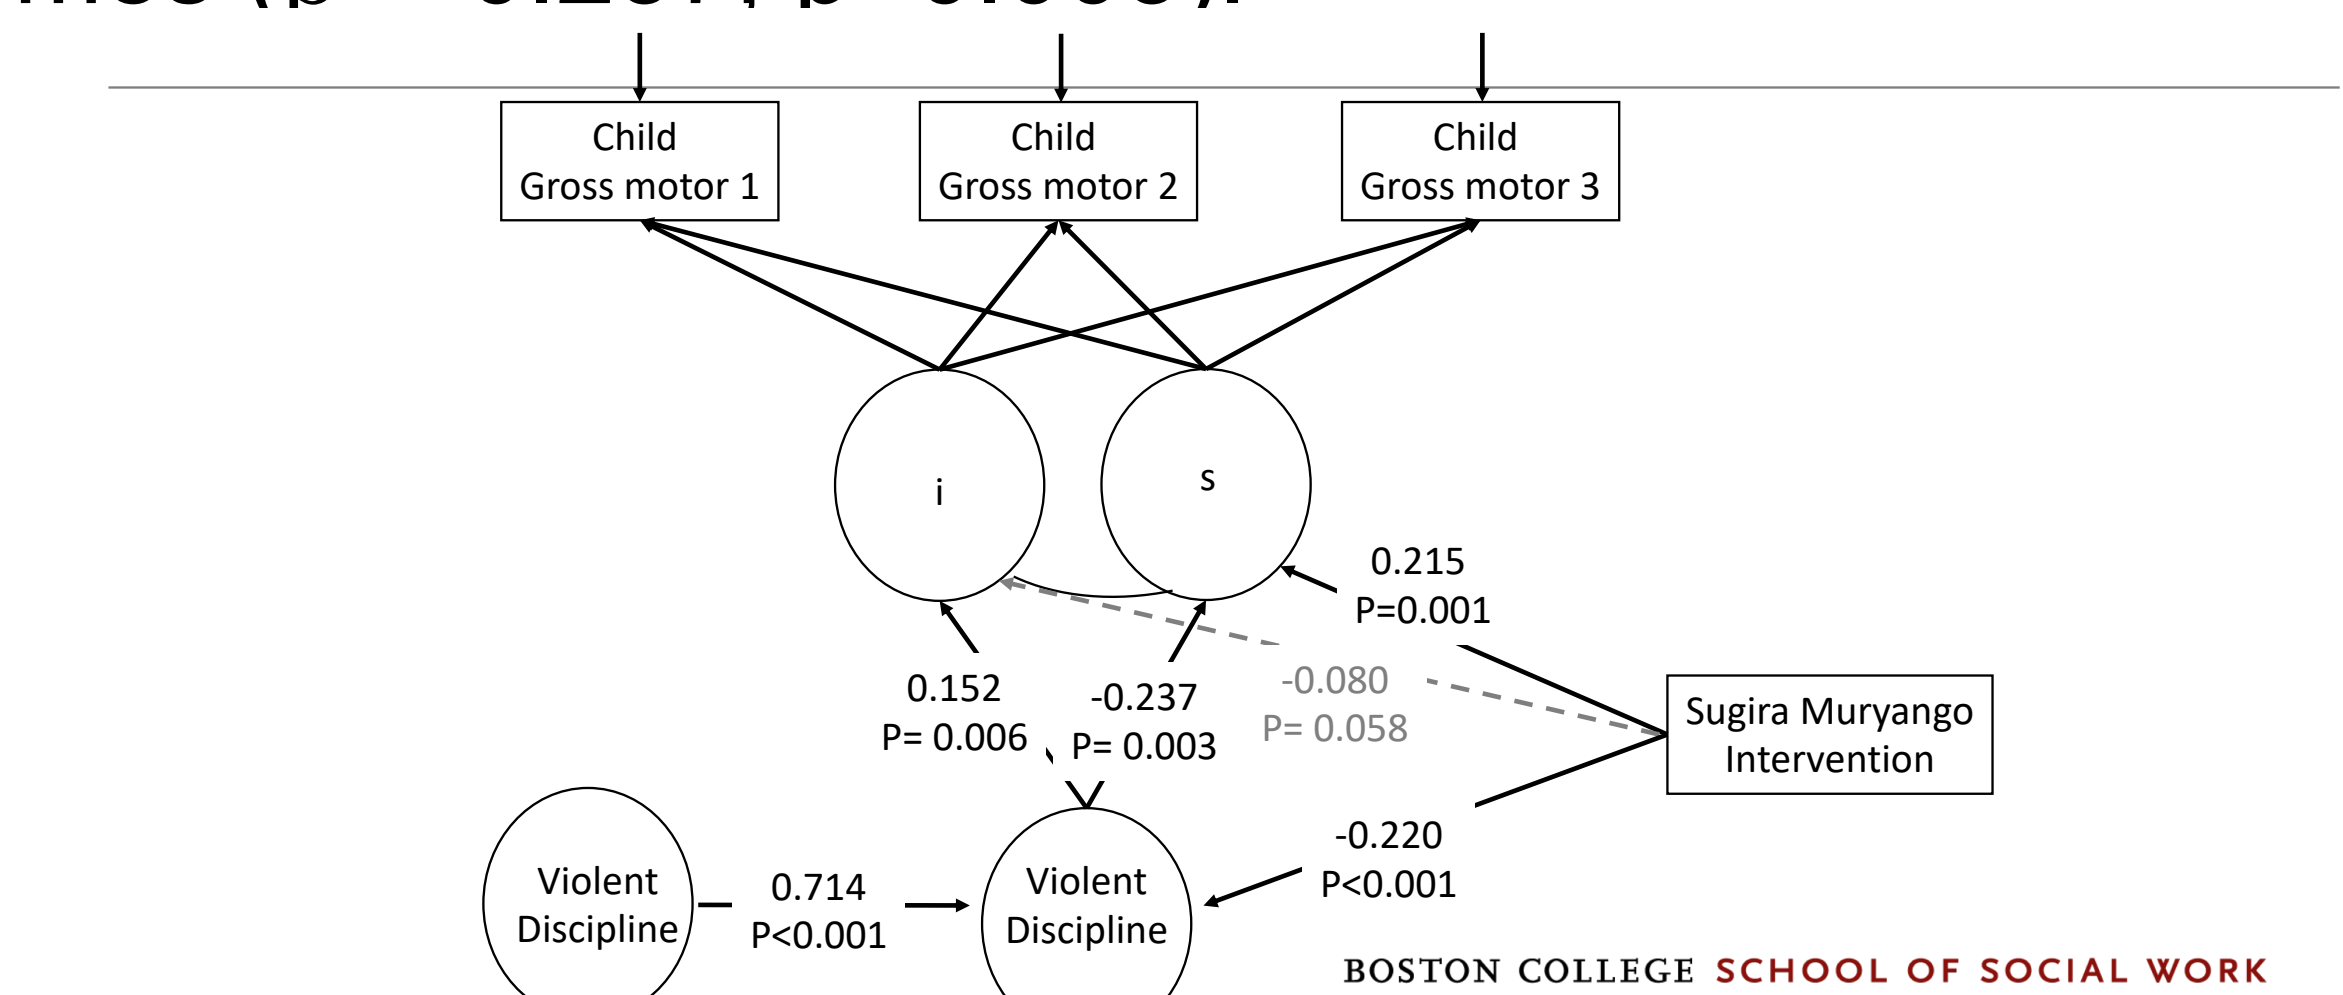 Child
Gross motor 1
Child
Gross motor 2
Child
Gross motor 3
i
s
0.215
P=0.001
0.152
P= 0.006
-0.237
P= 0.003
-0.080
P= 0.058
Sugira Muryango
Intervention
-0.220
P<0.001
Violent
Discipline
0.714
P<0.001
Violent
Discipline
BOSTON COLLEGE SCHOOL OF SOCIAL WORK